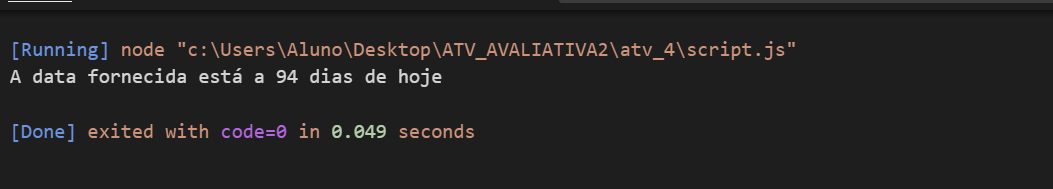 [Running] node "c:\Users\Aluno\Desktop\ATV_AVALIATIVA2\atv_4\script.js"
A data fornecida está a 94 dias de hoje
[Done] exited with code=0 in 0.049 seconds